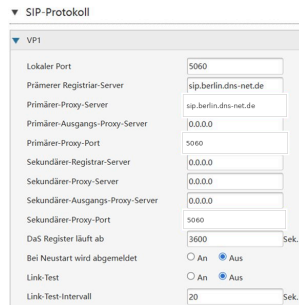 SIP-Protokoll
VP1
Lokaler Port 5060
Prämerer Registriar-Server sip.berlin.dns-net.de
Primärer-Proxy-Server sip.berlin.dns-net.de
Primärer-Ausgangs-Proxy-Server 0.0.0.0
Primärer-Proxy-Port 5060
Sekundärer-Registrar-Server 0.0.0.0
Sekundärer-Proxy-Server 0.0.0.0
Sekundärer-Ausgangs-Proxy-Server 0.0.0.0
Sekundärer-Proxy-Port 5060
DaS Register läuft ab 3600 Sek.
Bei Neustart wird abgemeldet An Aus
Link-Test An Aus
Link-Test-Intervall 20 Sek.